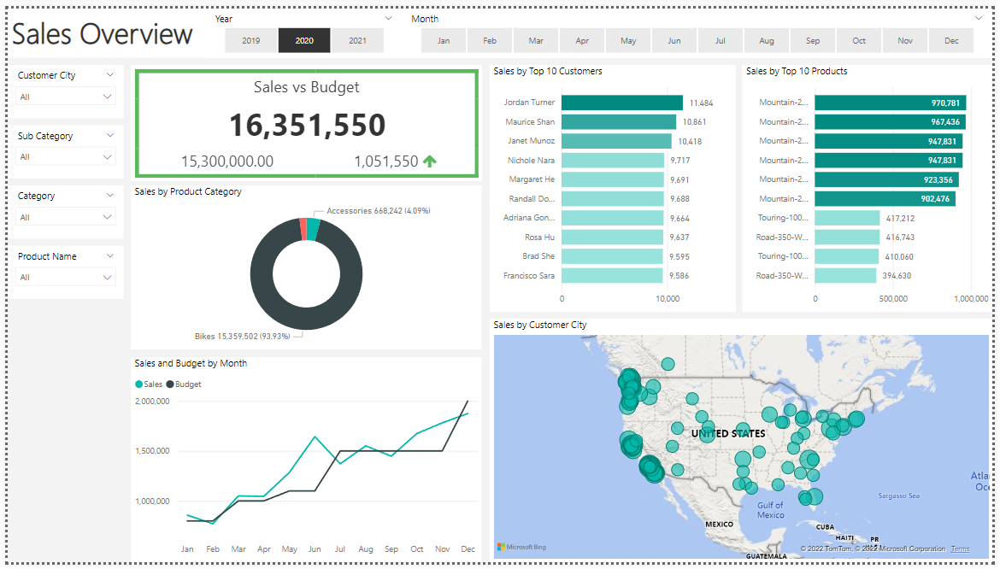 Sales Overview
Year
2019 2020 2021
Month
Jan Feb Mar Apr May Jun Jul Aug Sep Oct Nov Dec
Customer City
All
Sub Category
All
Category
All
Product Name
All
Sales vs Budget
16,351,550
15,300,000.00 1,051,550
Sales by Product Category
Accessories 668,242 (4.09%)
Bikes 15,359,502 (93.93%)
Sales and Budget by Month
Sales Budget
2,000,000
1,500,000
1,000,000
Jan Feb Mar Apr May Jun Jul Aug Sep Oct Nov Dec
Sales by Top 10 Customers
Jordan Turner 11,484
Maurice Shan 10,861
Janet Munoz 10,418
Nichole Nara 9,717
Margaret He 9,691
Randall Do... 9,688
Adriana Gon... 9,664
Rosa Hu 9,637
Brad She 9,595
Francisco Sara 9,586
0 10,000
Sales by Top 10 Products
Mountain-2... 970,781
Mountain-2... 967,436
Mountain-2... 947,831
Mountain-2... 947,831
Mountain-2... 923,356
Mountain-2... 902,476
Touring-100... 417,212
Road-350-W... 416,743
Touring-100... 410,060
Road-350-W... 394,630
0 500,000 1,000,000
Sales by Customer City
UNITED STATES
Atla
Oce
Sargasso Sea
Gulf of
Mexico
MEXICO
CUBA
HAITI
PR
GUATEMALA
Microsoft Bing
© 2022 TomTom, © 2022 Microsoft Corporation Terms